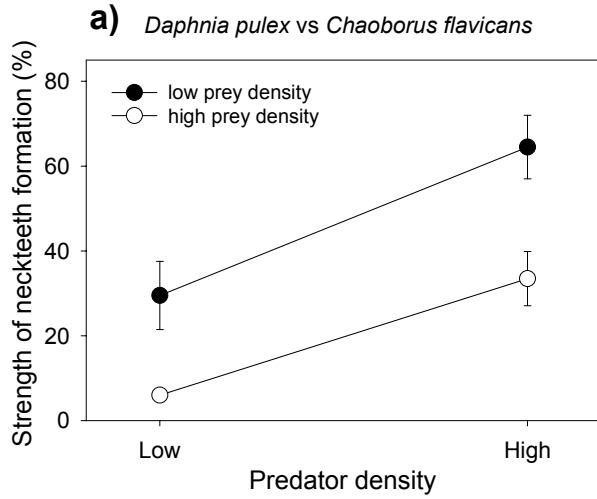 a) Daphnia pulex vs Chaoborus flavicans
Strength of neckteeth formation (%)
80
60
40
20
0
low prey density
high prey density
Low
High
Predator density